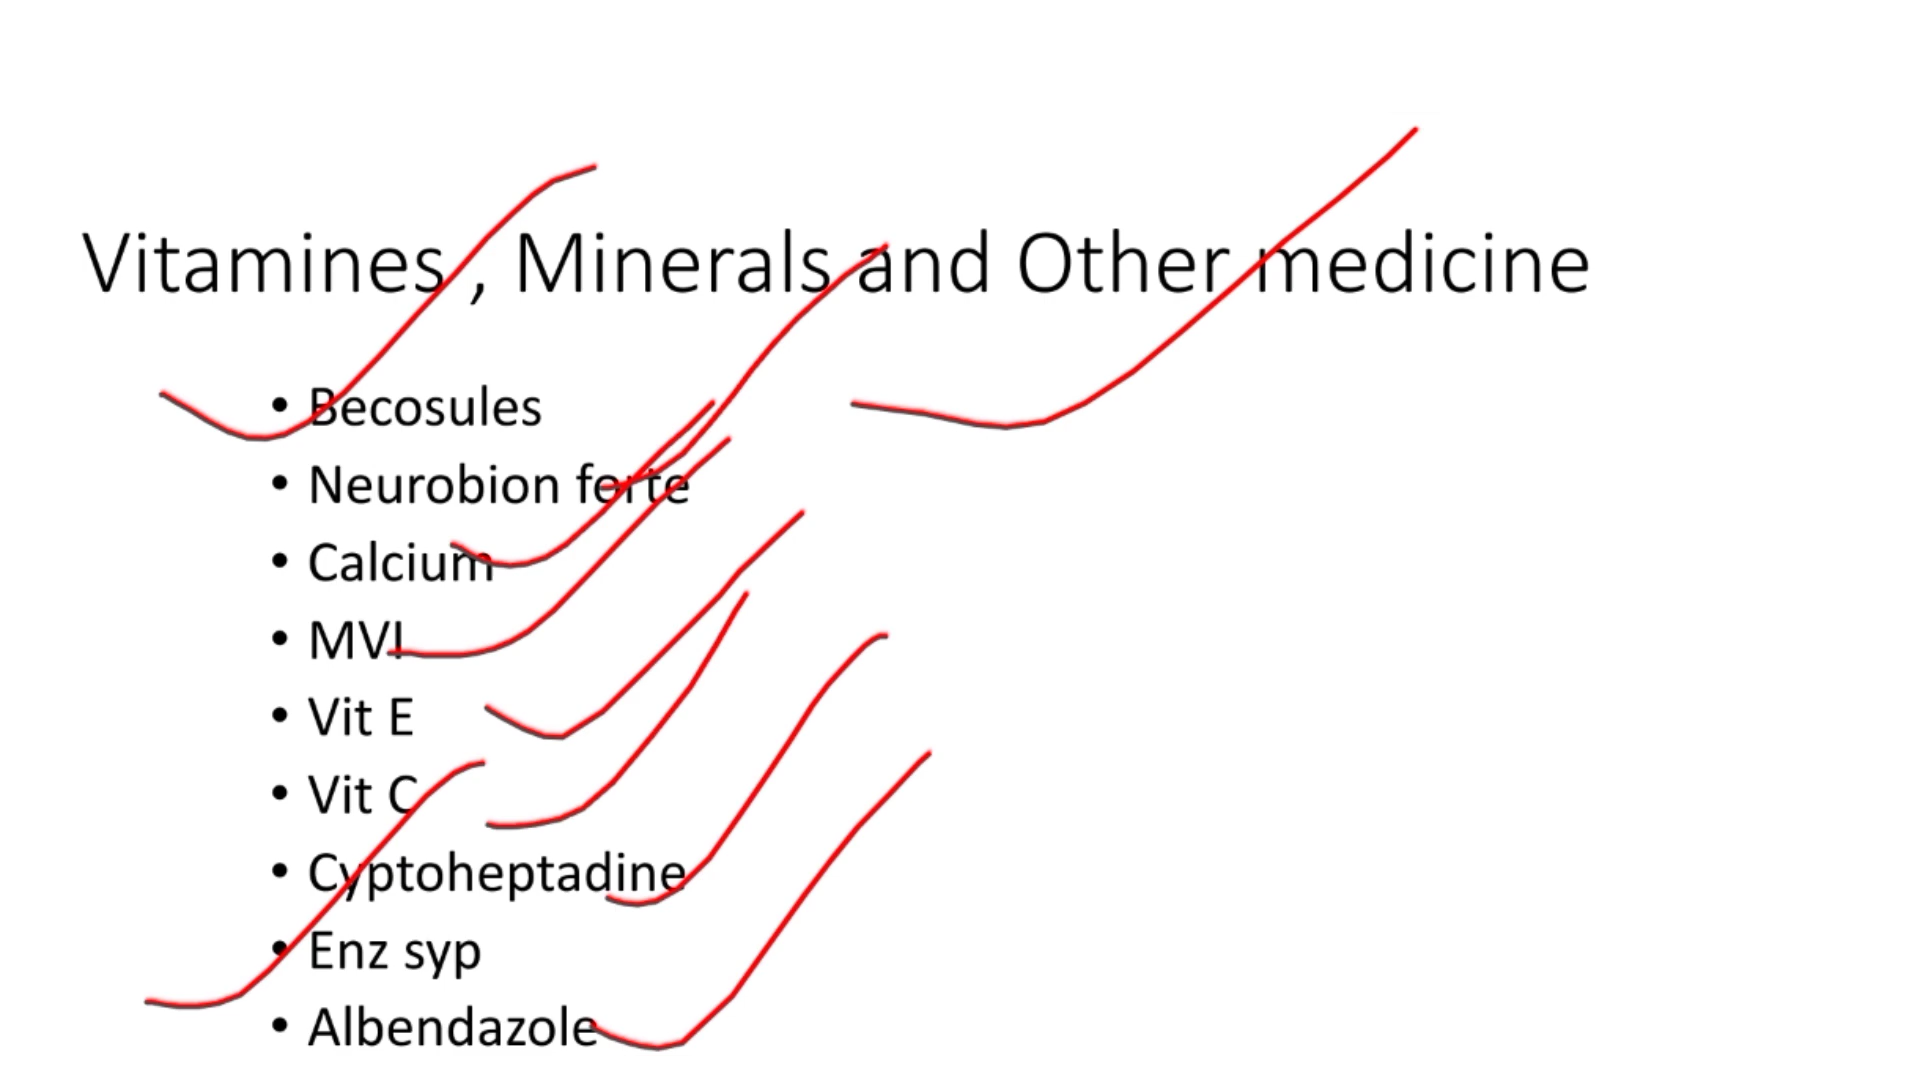 Vitamines , Minerals and Other medicine
• Becosules
• Neurobion forte
• Calcium
• MVI
• Vit E
• Vit C
• Cyptoheptadine
• Enz syp
• Albendazole